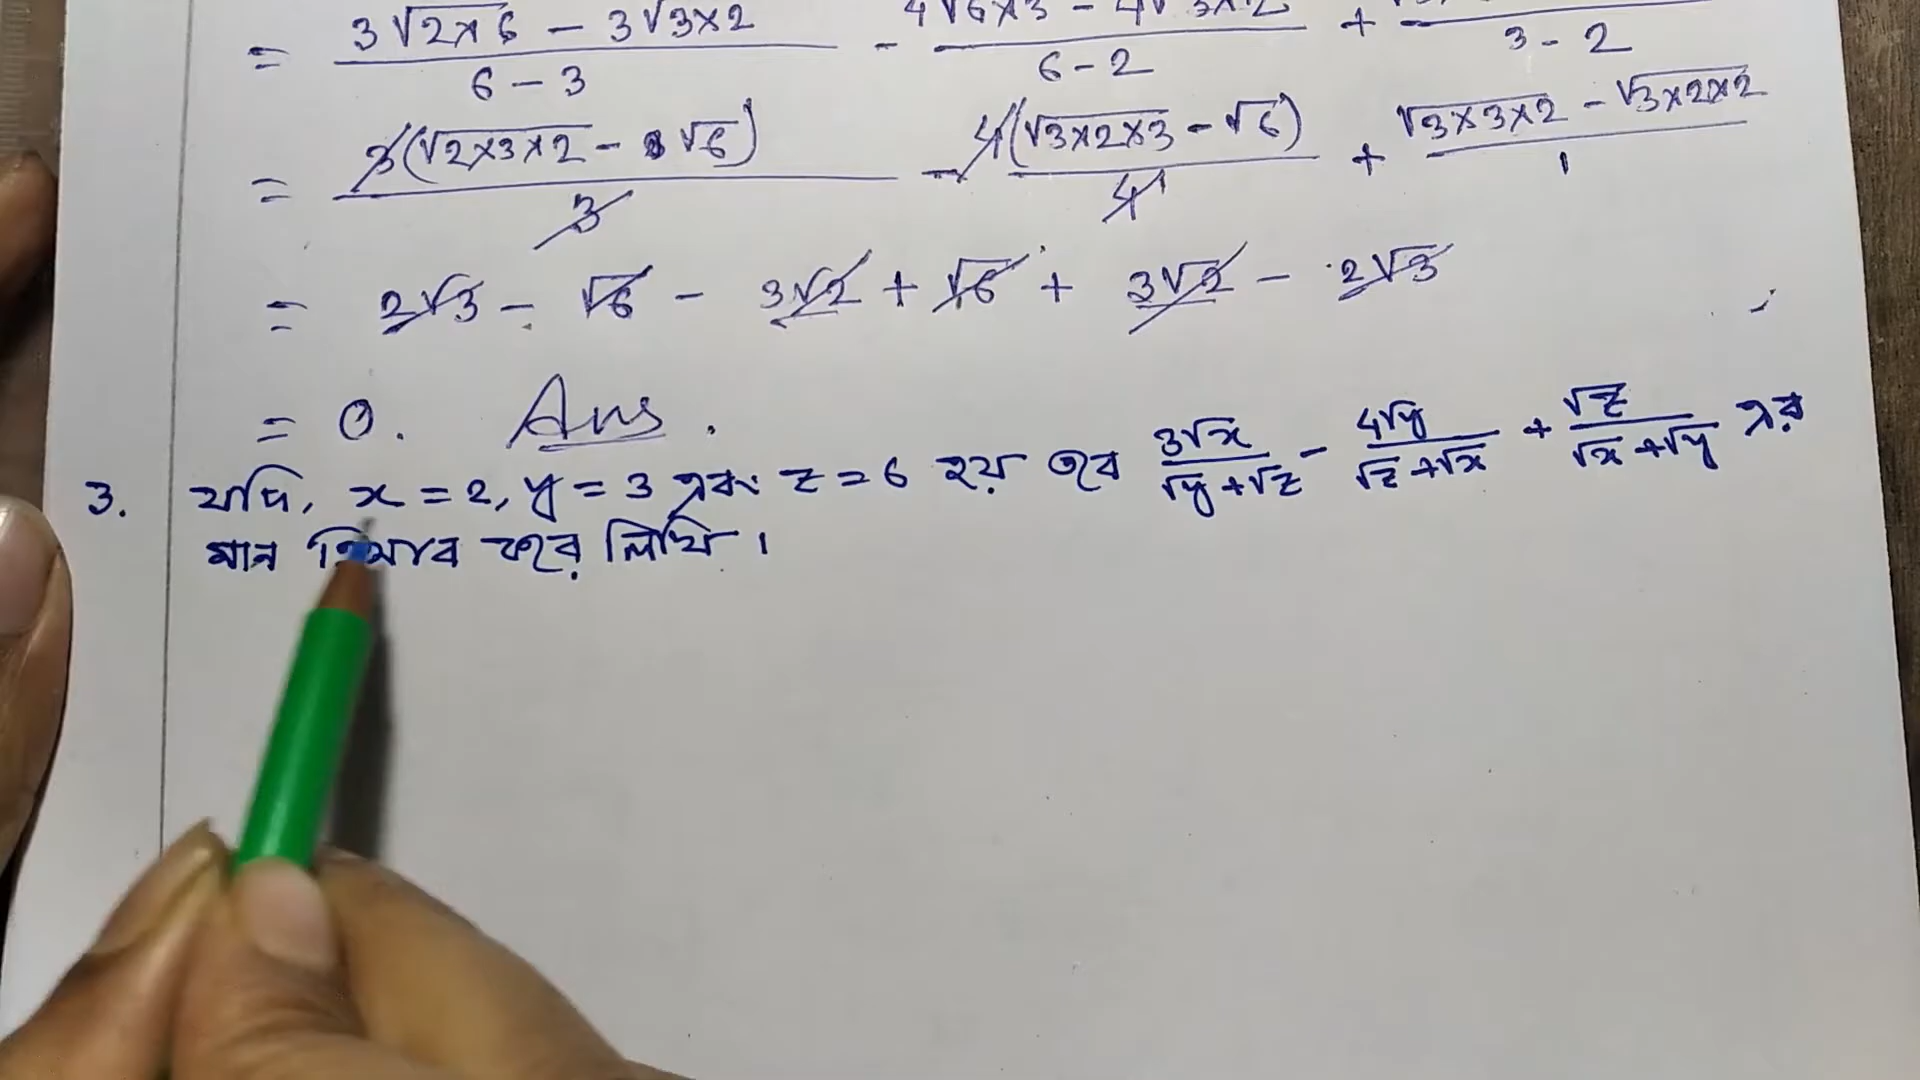 = 3√2×6 - 3√3×2 / 6 - 3 - 4√6×3 - 4√3×2 / 6 - 2 + / 3 - 2
= 3(√2×3×2 - √6) / 3 - 4(√3×2×3 - √6) / 4 + √3×3×2 - √3×2×2 / 1
= 2√3 - √6 - 3√2 + √6 + 3√2 - 2√3
= 0. Ans.
3. যদি, x = 2, y = 3 এবং z = 6 হয় তবে 3√x / √y + √z - 4√y / √z + √x + √z / √x + √y এর
মান হিসাব করে লিখি ।